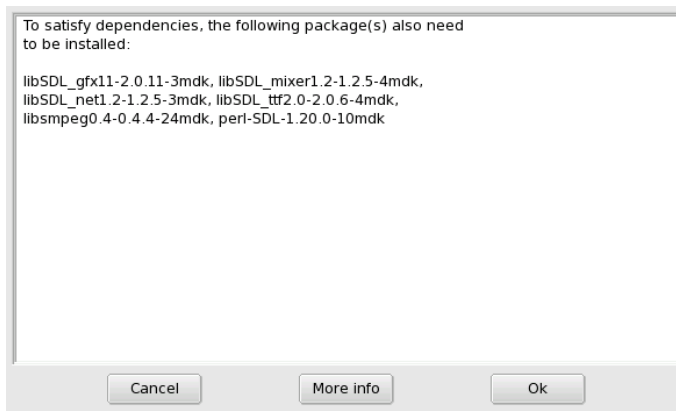 To satisfy dependencies, the following package(s) also need
to be installed:
libSDL_gfx11-2.0.11-3mdk, libSDL_mixer1.2-1.2.5-4mdk,
libSDL_net1.2-1.2.5-3mdk, libSDL_ttf2.0-2.0.6-4mdk,
libsmpeg0.4-0.4.4-24mdk, perl-SDL-1.20.0-10mdk
Cancel More info Ok